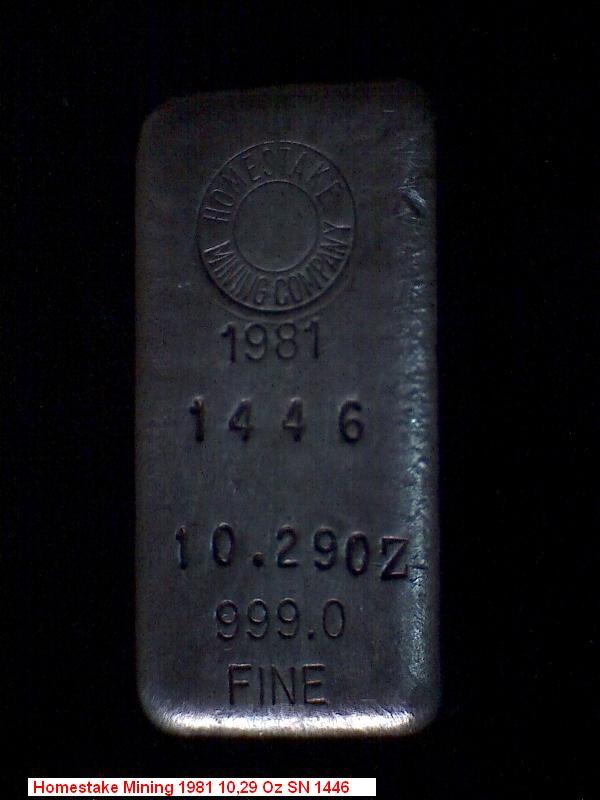 HOMESTAKE
MINING COMPANY
1981
1446
10.29OZ
999.0
FINE
Homestake Mining 1981 10,29 Oz SN 1446